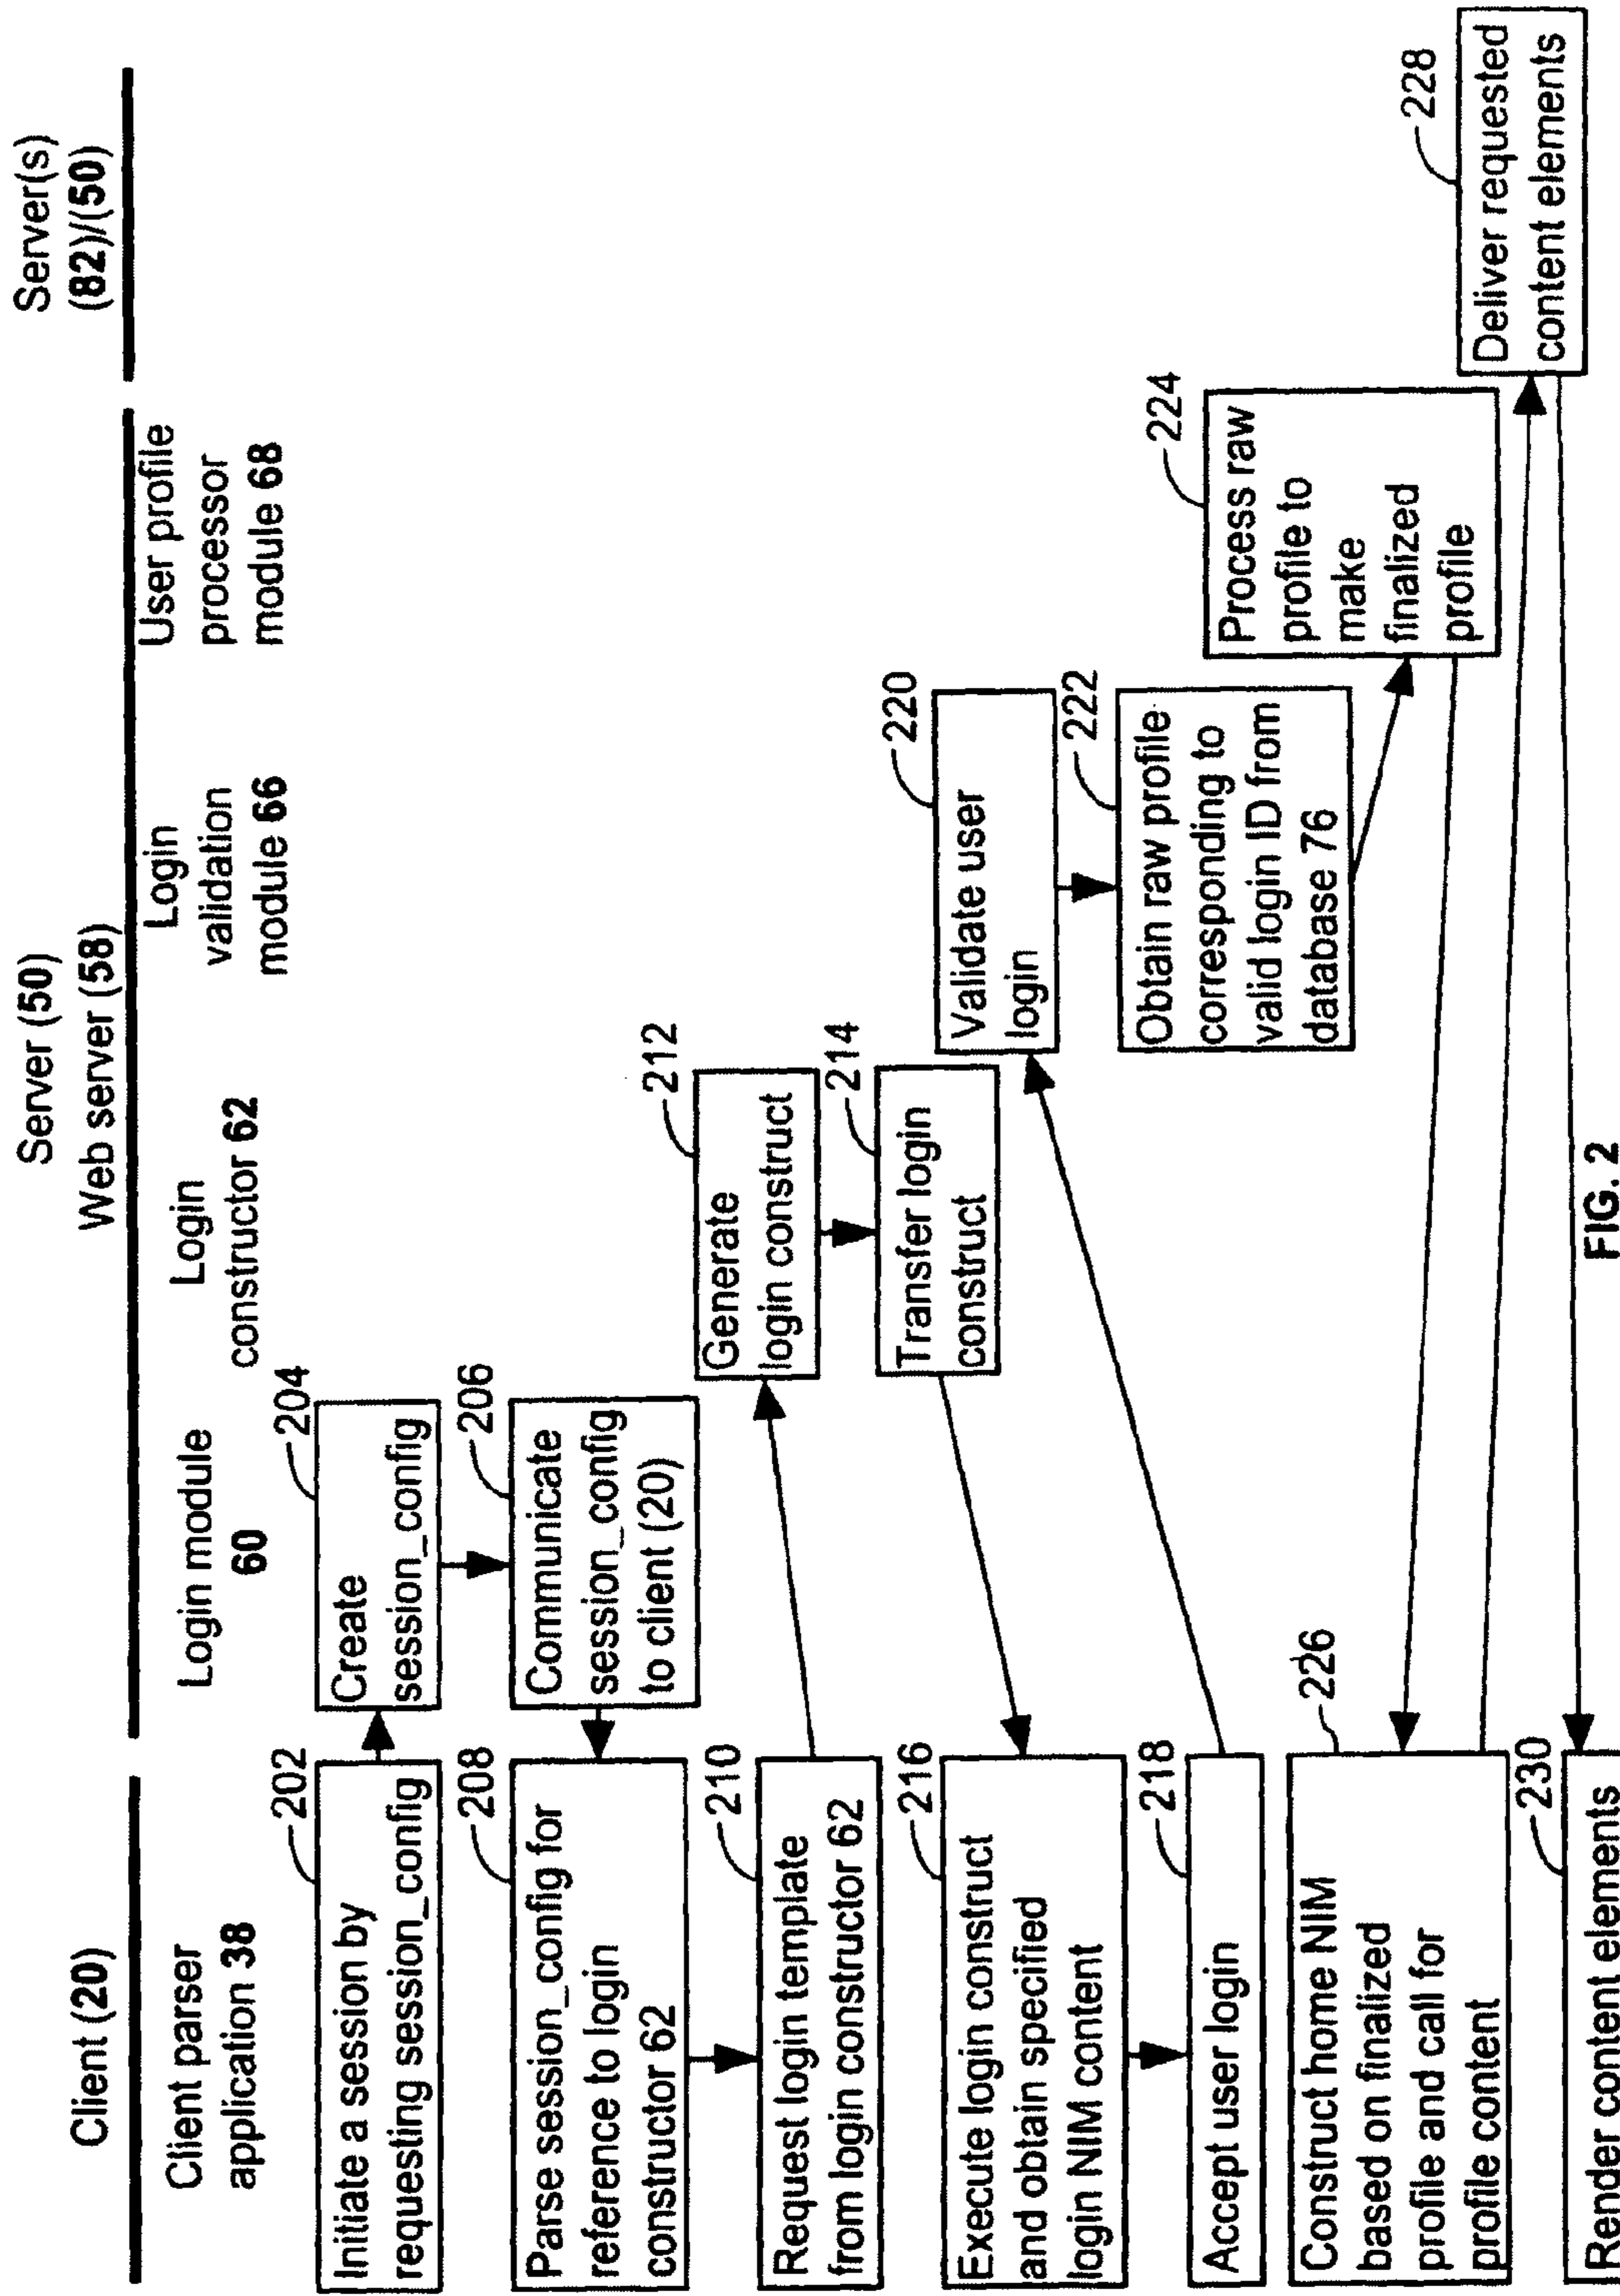 Client (20)
Server (50)
Web server (58)
Server(s)
(82)/(50)
Client parser
application 38
Login module
60
Login
constructor 62
Login
validation
module 66
User profile
processor
module 68
202
Initiate a session by
requesting session_config
204
Create
session_config
206
Communicate
session_config
to client (20)
208
Parse session_config for
reference to login
constructor 62
210
Request login template
from login constructor 62
212
Generate
login construct
214
Transfer login
construct
216
Execute login construct
and obtain specified
login NIM content
218
Accept user login
220
Validate user
login
222
Obtain raw profile
corresponding to
valid login ID from
database 76
224
Process raw
profile to
make
finalized
profile
226
Construct home NIM
based on finalized
profile and call for
profile content
228
Deliver requested
content elements
230
Render content elements
FIG. 2